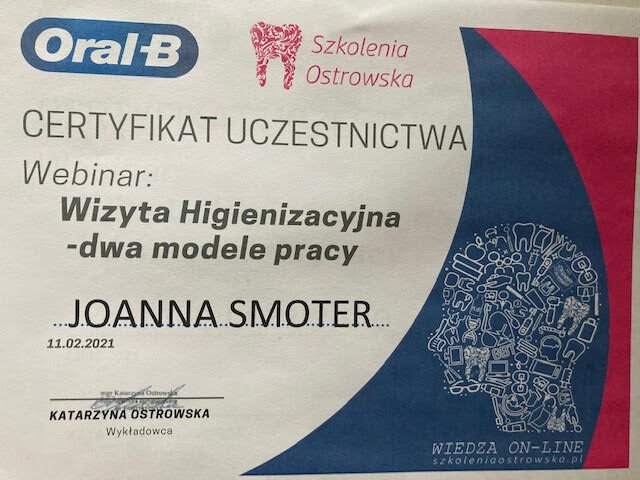 Oral-B
Szkolenia
Ostrowska
CERTYFIKAT UCZESTNICTWA
Webinar:
Wizyta Higienizacyjna
-dwa modele pracy
JOANNA SMOTER
11.02.2021
mgr Katarzyna Ostrowska
KATARZYNA OSTROWSKA
Wykładowca
WIEDZA ON-LINE
szkoleniaostrowska.pl